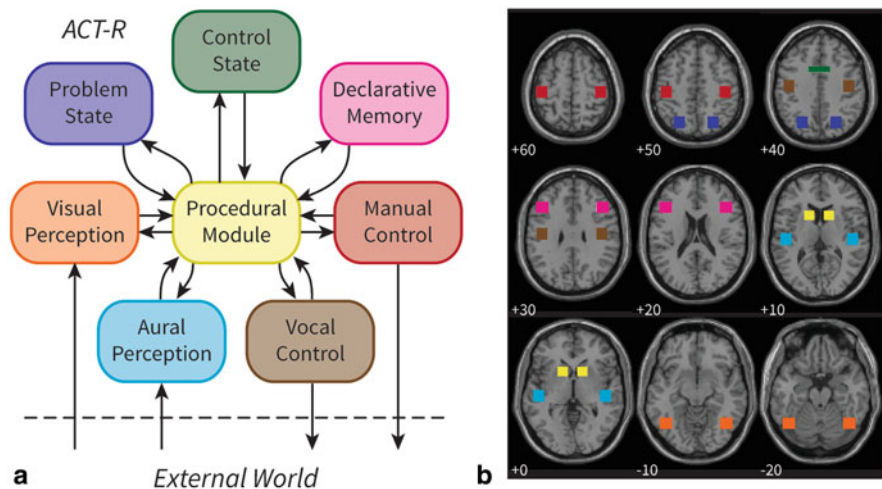 ACT-R
Control
State
Problem
State
Declarative
Memory
Visual
Perception
Procedural
Module
Manual
Control
Aural
Perception
Vocal
Control
a
External World
+60
+50
+40
+30
+20
+10
+0
-10
-20
b